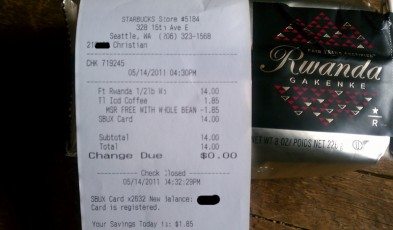 STARBUCKS Store #5184
328 15th Ave E
Seattle, WA (206) 323-1568
Christian
CHK 719245
05/14/2011 04:30PM
Ft Rwanda 1/2lb 14.00
Tl Icd Coffee 1.85
MSR FREE WITH WHOLE BEAN -1.85
SBUX Card 14.00
Subtotal 14.00
Total 14.00
Change Due $0.00
Check Closed
05/14/2011 04:32:29PM
SBUX Card x2632 New Balance:
Card is registered.
Your Savings Today is: $1.85
Rwanda
GAKENKE
R
NET WT 8 OZ/ POIDS NET 226